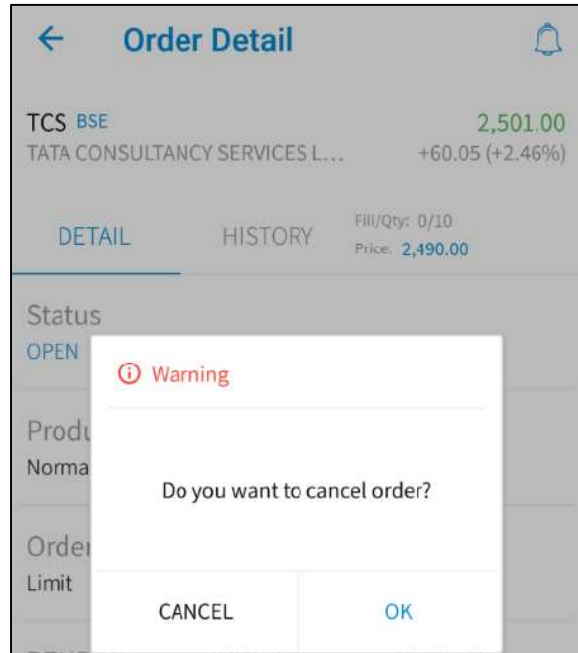 Order Detail
TCS BSE
2,501.00
TATA CONSULTANCY SERVICES L...
+60.05 (+2.46%)
DETAIL
HISTORY
Fill/Qty: 0/10
Price: 2,490.00
Status
OPEN
Warning
Produ
Norma
Do you want to cancel order?
Order
Limit
CANCEL
OK